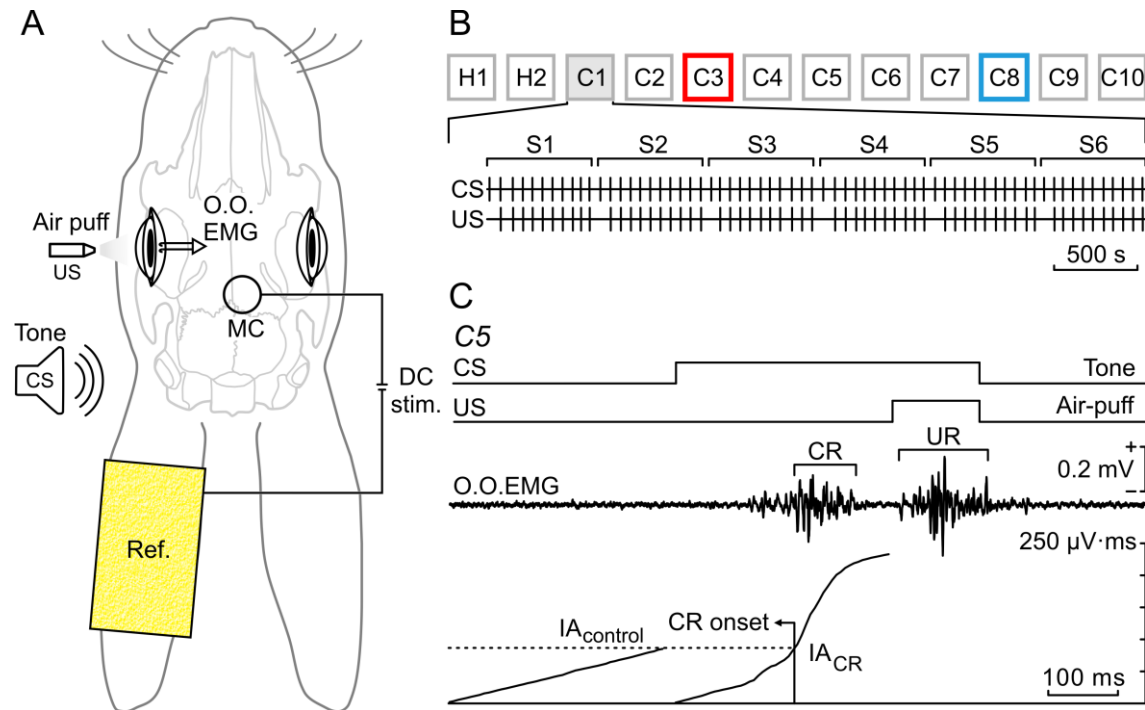 A
O.O.
EMG
Air puff
US
MC
Tone
CS
DC
stim.
Ref.
B
H1 H2 C1 C2 C3 C4 C5 C6 C7 C8 C9 C10
S1 S2 S3 S4 S5 S6
CS
US
500 s
C
C5
CS Tone
US Air-puff
CR UR
+
0.2 mV
−
O.O.EMG
250 µV·ms
CR onset
IAcontrol
IACR
100 ms